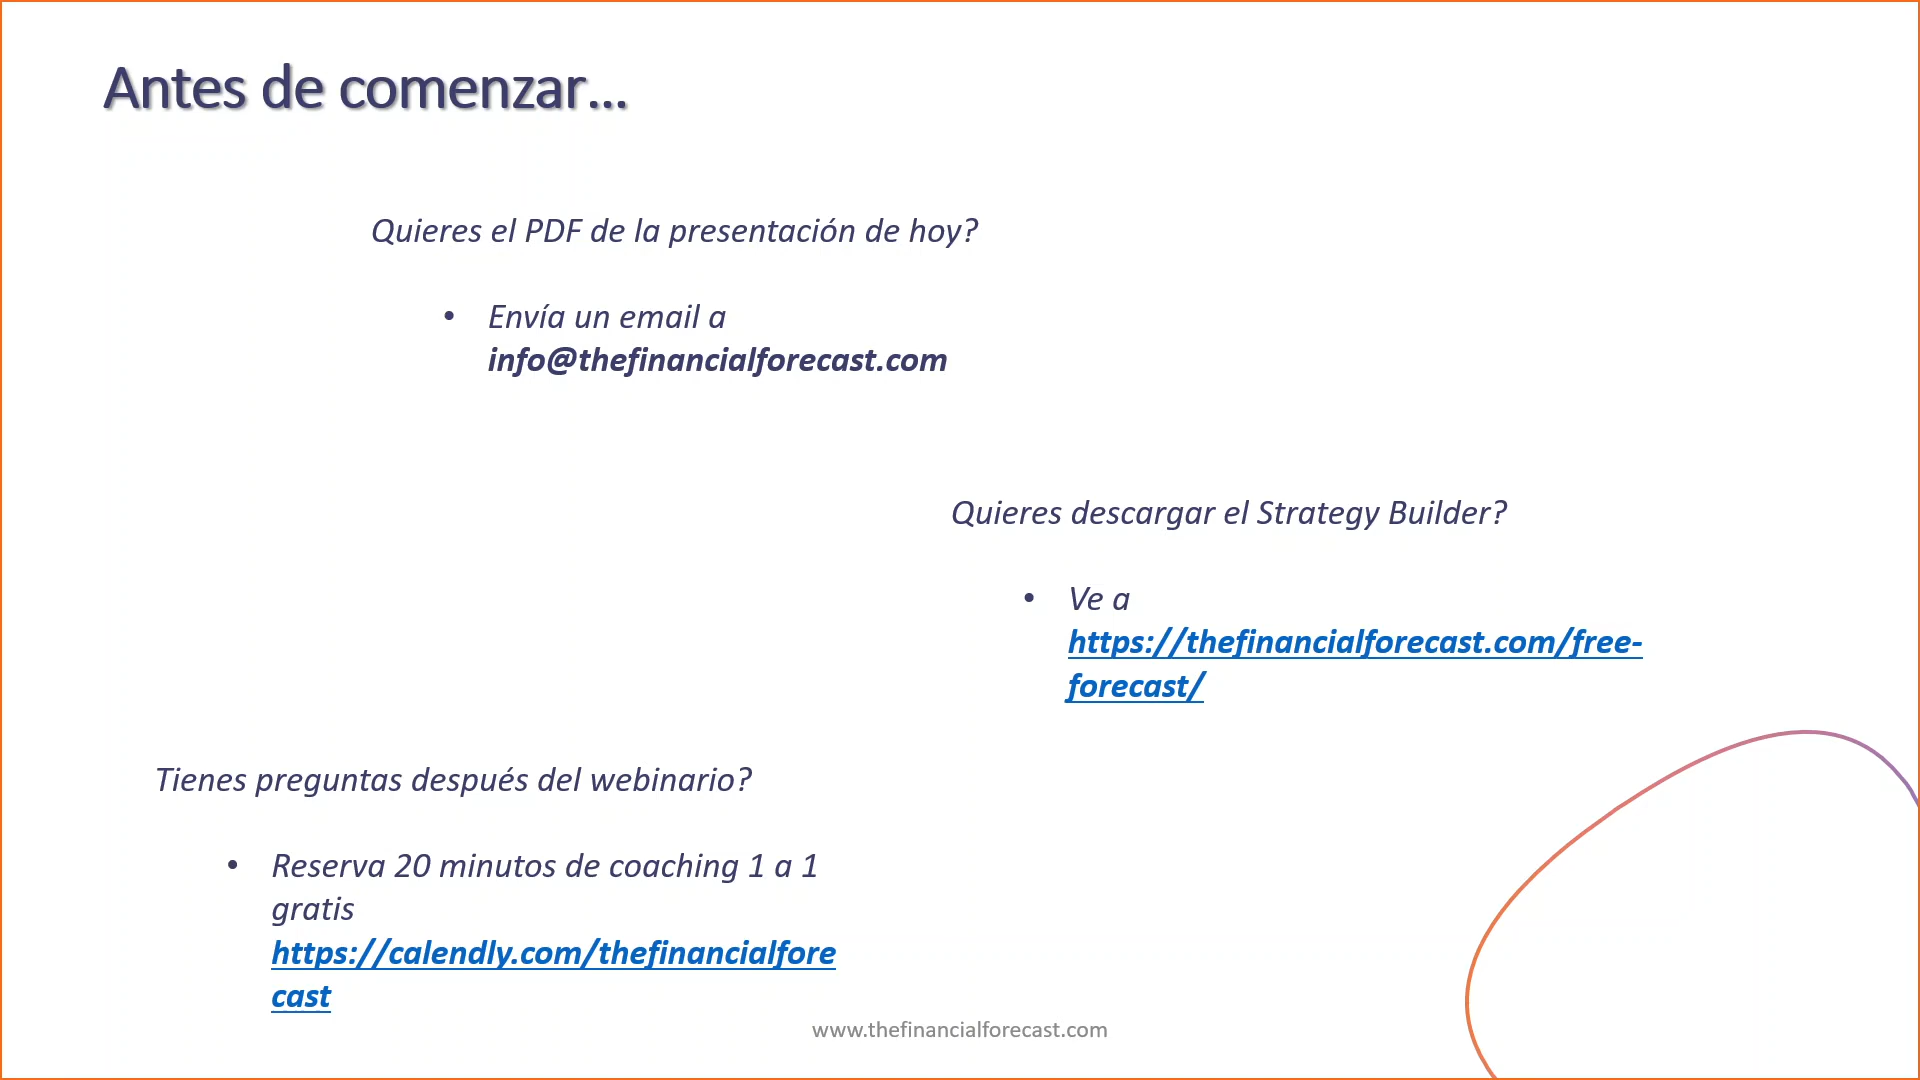 Antes de comenzar...
Quieres el PDF de la presentación de hoy?
• Envía un email a
info@thefinancialforecast.com
Quieres descargar el Strategy Builder?
• Ve a
https://thefinancialforecast.com/free-
forecast/
Tienes preguntas después del webinario?
• Reserva 20 minutos de coaching 1 a 1
gratis
https://calendly.com/thefinancialfore
cast
www.thefinancialforecast.com